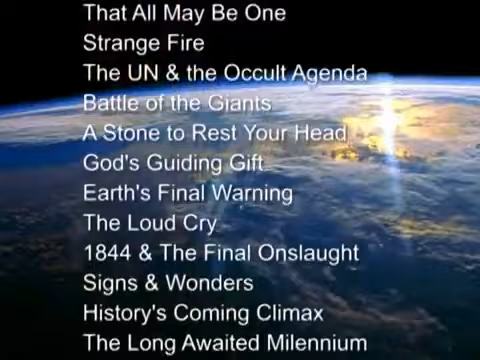 That All May Be One
Strange Fire
The UN & the Occult Agenda
Battle of the Giants
A Stone to Rest Your Head
God's Guiding Gift
Earth's Final Warning
The Loud Cry
1844 & The Final Onslaught
Signs & Wonders
History's Coming Climax
The Long Awaited Milennium